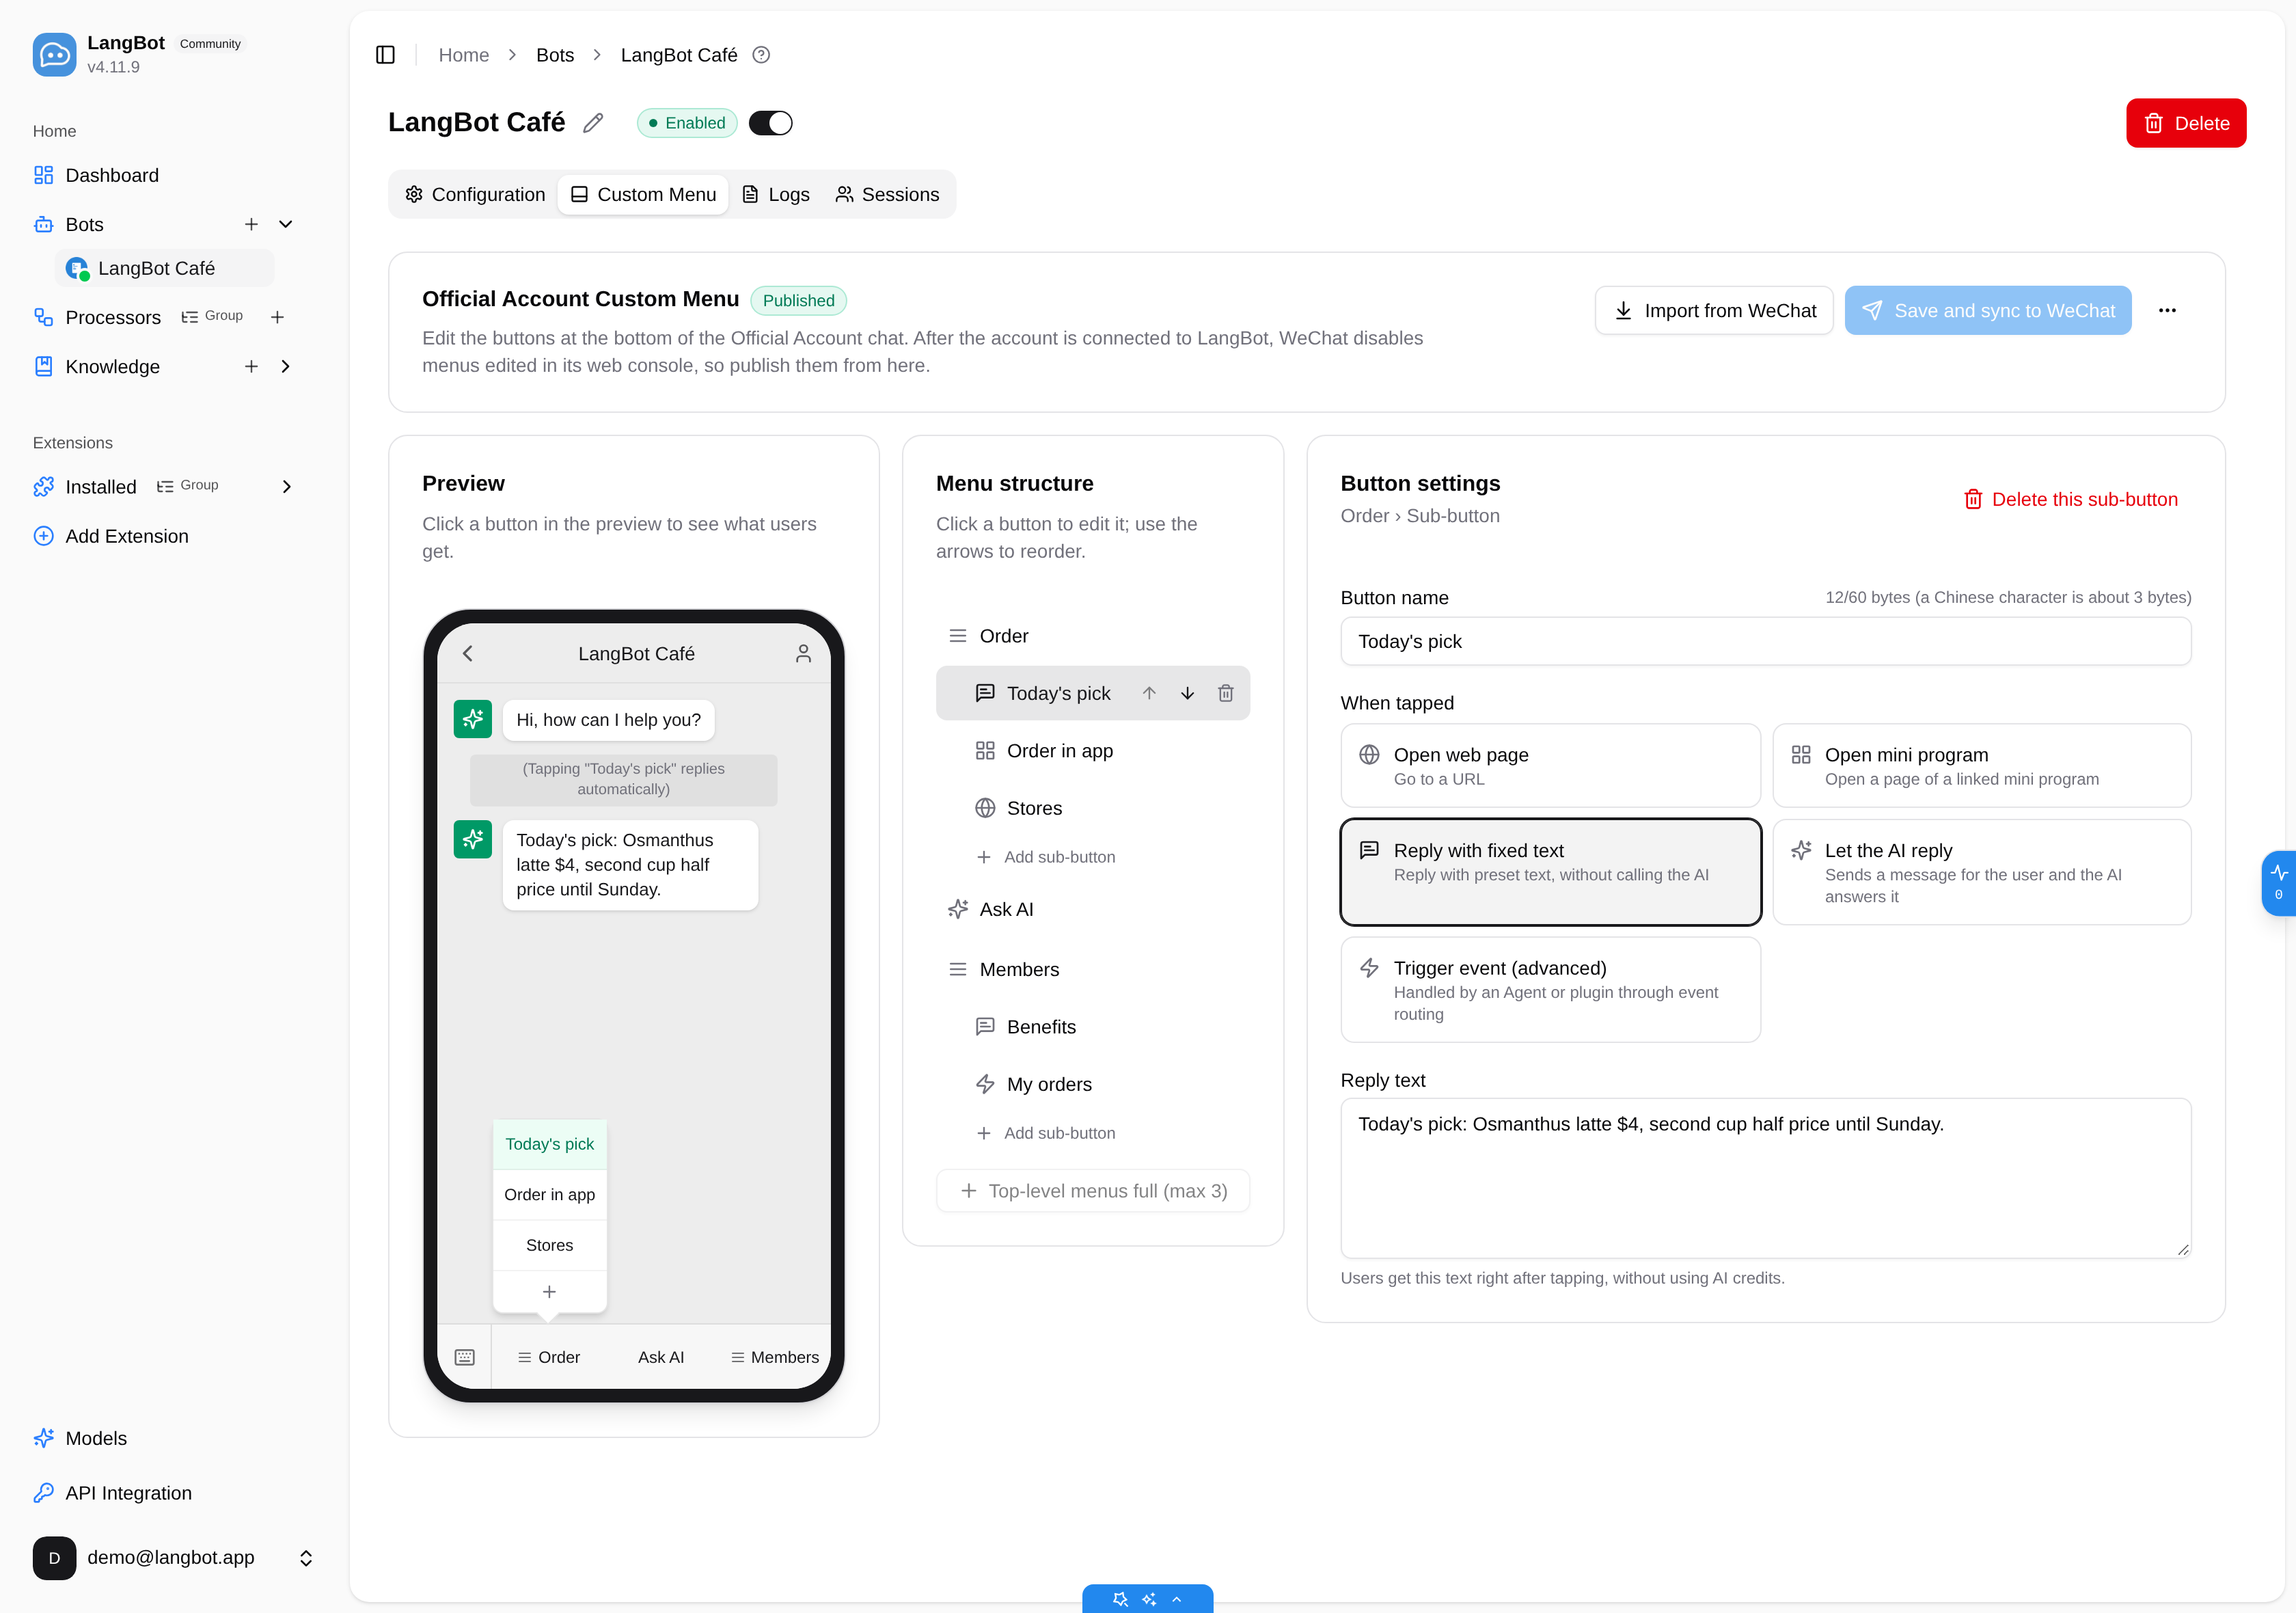 LangBot Community
v4.11.9
Home
Dashboard
Bots
LangBot Café
Processors Group
Knowledge
Extensions
Installed Group
Add Extension
Models
API Integration
D demo@langbot.app
Home Bots LangBot Café
LangBot Café Enabled Delete
Configuration Custom Menu Logs Sessions
Official Account Custom Menu Published
Edit the buttons at the bottom of the Official Account chat. After the account is connected to LangBot, WeChat disables
menus edited in its web console, so publish them from here.
Import from WeChat Save and sync to WeChat
Preview
Click a button in the preview to see what users
get.
LangBot Café
Hi, how can I help you?
(Tapping "Today's pick" replies
automatically)
Today's pick: Osmanthus
latte $4, second cup half
price until Sunday.
Today's pick
Order in app
Stores
Order Ask AI Members
Menu structure
Click a button to edit it; use the
arrows to reorder.
Order
Today's pick
Order in app
Stores
Add sub-button
Ask AI
Members
Benefits
My orders
Add sub-button
Top-level menus full (max 3)
Button settings
Order › Sub-button
Delete this sub-button
Button name 12/60 bytes (a Chinese character is about 3 bytes)
Today's pick
When tapped
Open web page
Go to a URL
Open mini program
Open a page of a linked mini program
Reply with fixed text
Reply with preset text, without calling the AI
Let the AI reply
Sends a message for the user and the AI
answers it
Trigger event (advanced)
Handled by an Agent or plugin through event
routing
Reply text
Today's pick: Osmanthus latte $4, second cup half price until Sunday.
Users get this text right after tapping, without using AI credits.
0